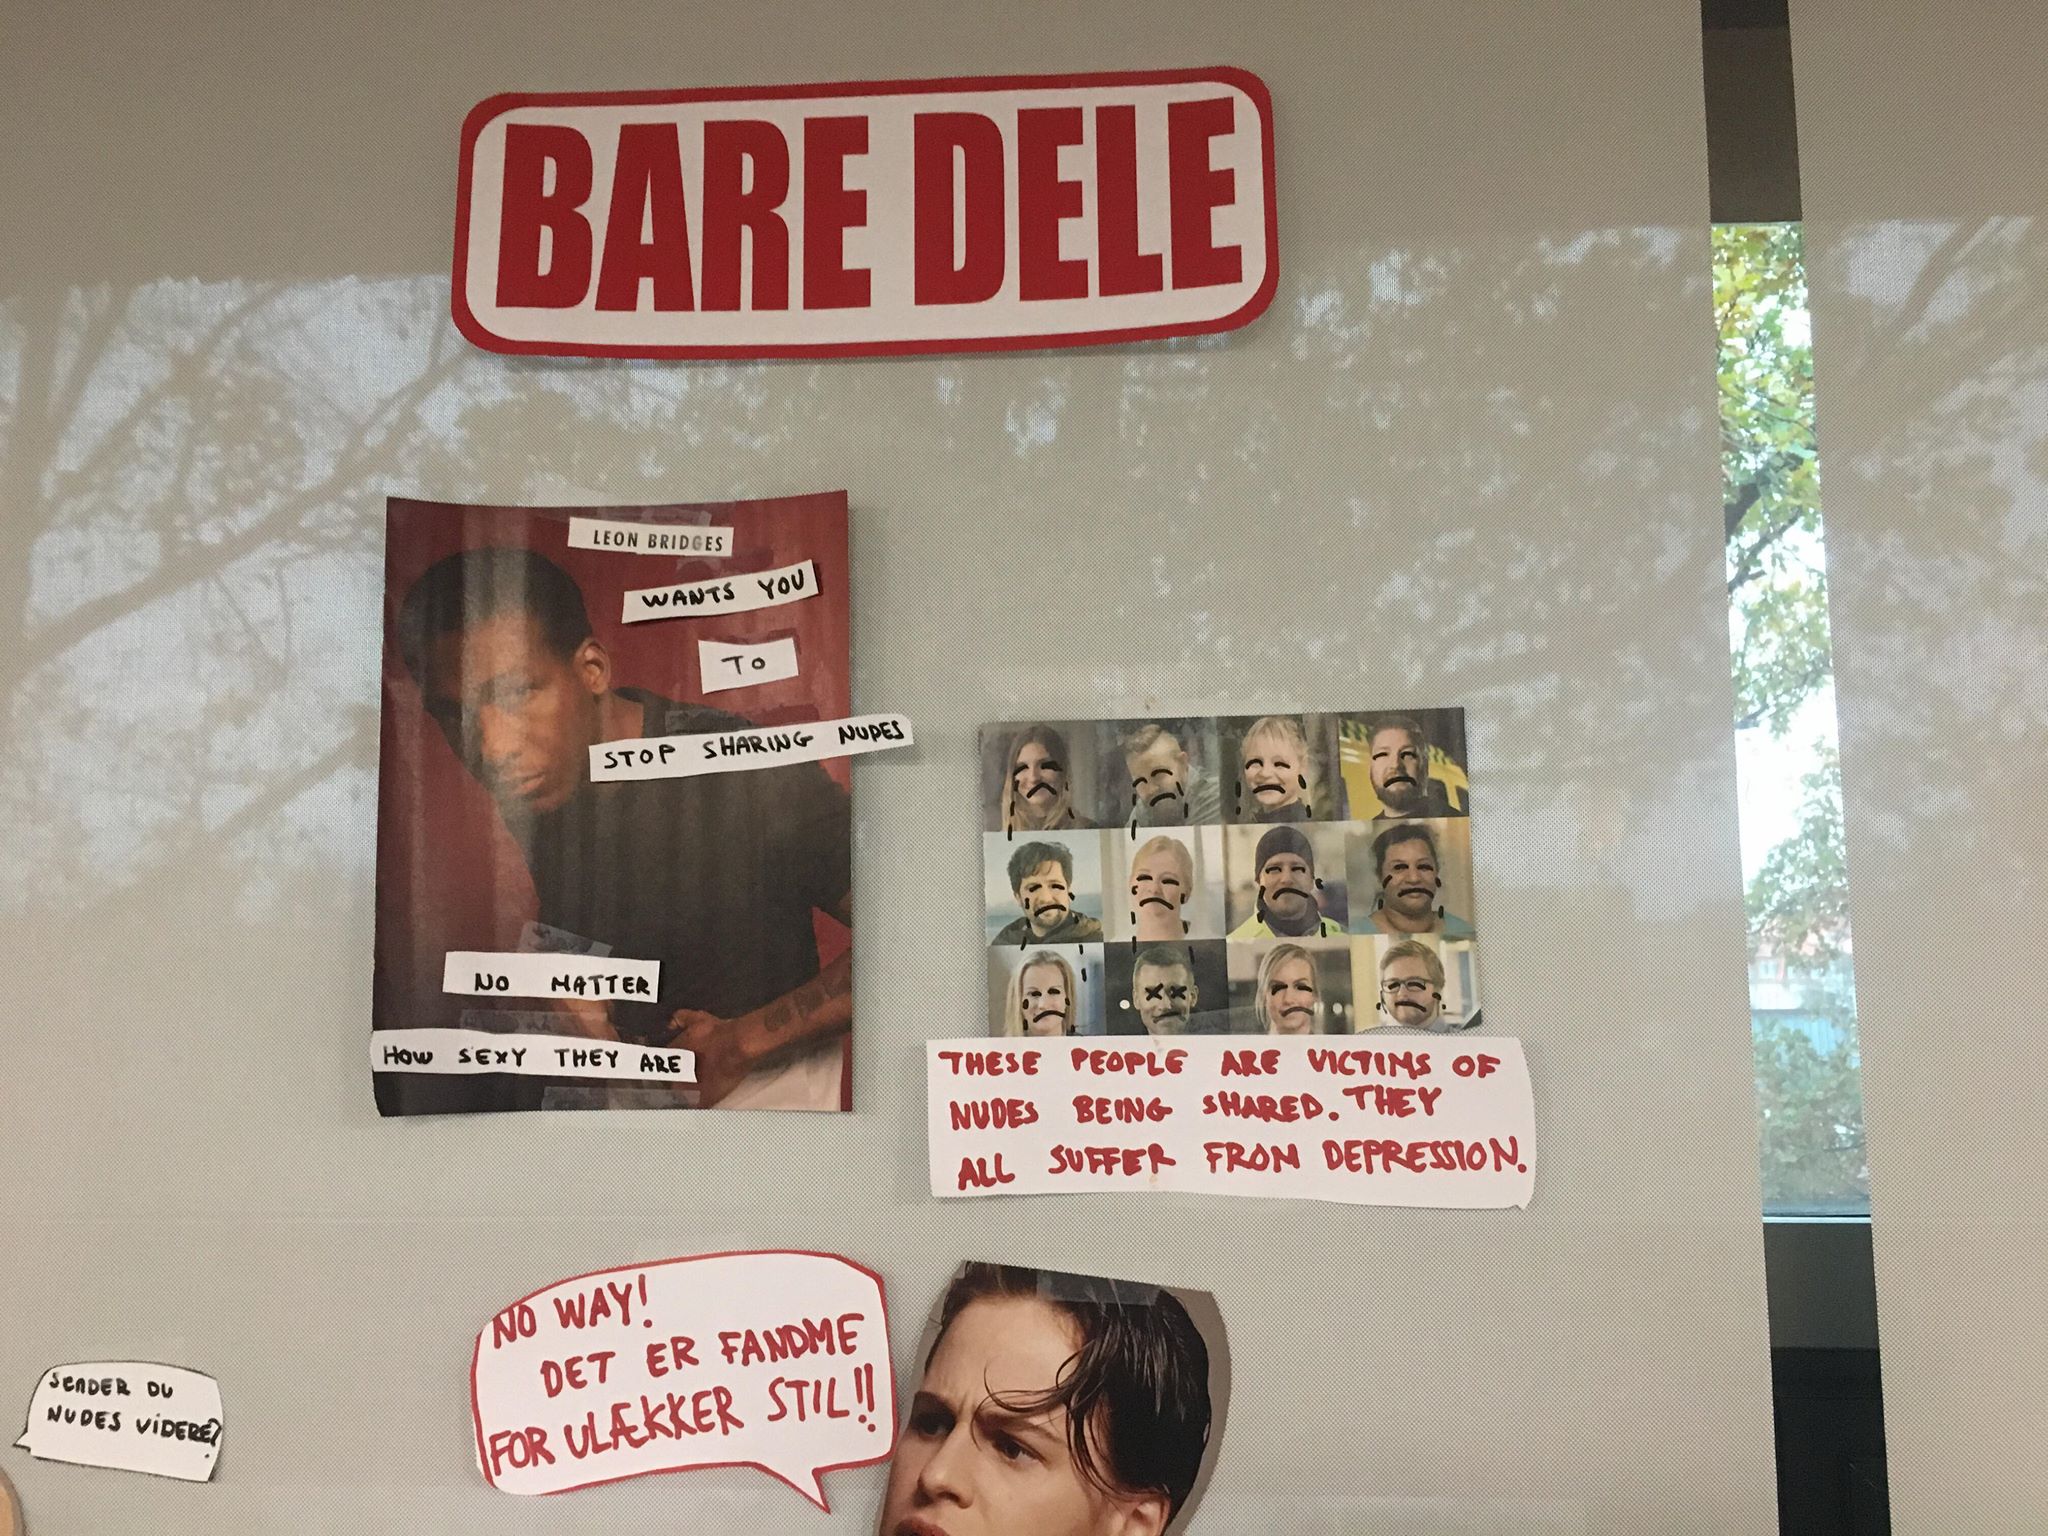 BARE DELE
LEON BRIDGES
WANTS YOU
TO
STOP SHARING NUDES
NO MATTER
HOW SEXY THEY ARE
THESE PEOPLE ARE VICTIMS OF
NUDES BEING SHARED. THEY
ALL SUFFER FROM DEPRESSION.
SENDER DU
NUDES VIDERE?
NO WAY!
DET ER FANDME
FOR ULÆKKER STIL!!